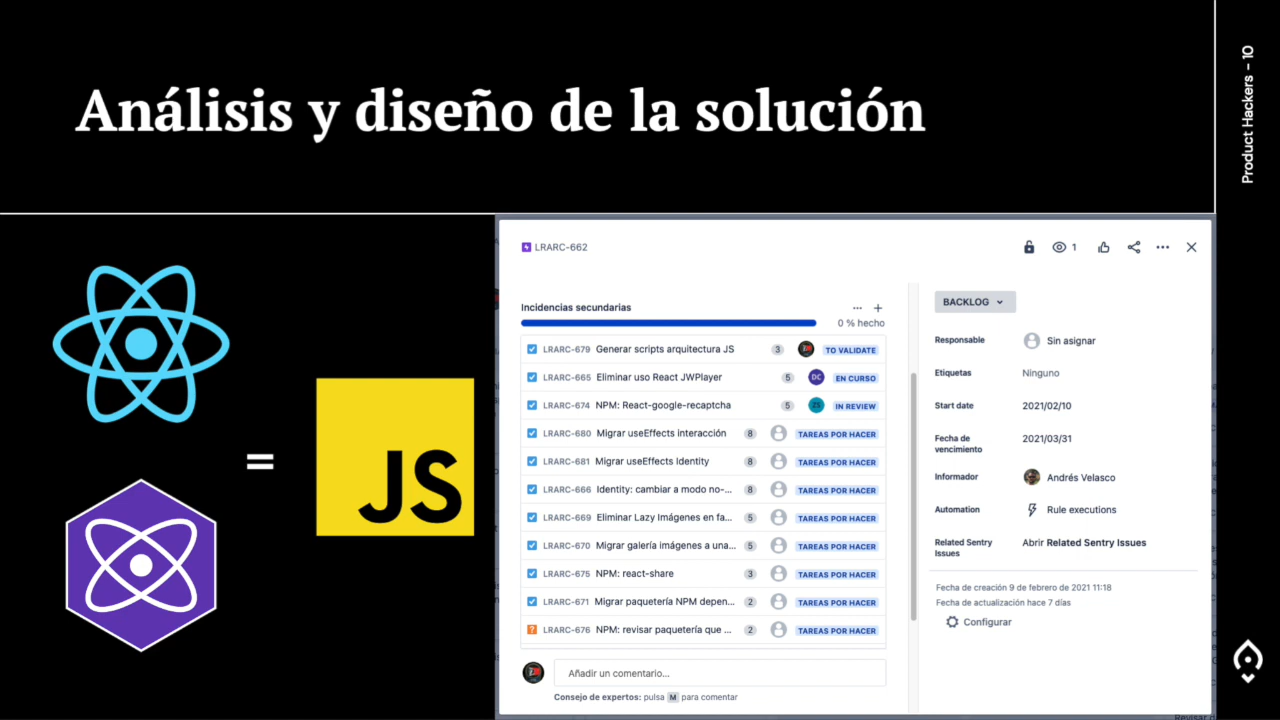 Análisis y diseño de la solución
Product Hackers – 10
=
JS
LRARC-662
1
Incidencias secundarias
0 % hecho
LRARC-679 Generar scripts arquitectura JS 3 TO VALIDATE
LRARC-665 Eliminar uso React JWPlayer 5 DC EN CURSO
LRARC-674 NPM: React-google-recaptcha 5 IN REVIEW
LRARC-680 Migrar useEffects interacción 8 TAREAS POR HACER
LRARC-681 Migrar useEffects Identity 8 TAREAS POR HACER
LRARC-666 Identity: cambiar a modo no-... 8 TAREAS POR HACER
LRARC-669 Eliminar Lazy Imágenes en fa... 5 TAREAS POR HACER
LRARC-670 Migrar galería imágenes a una... 5 TAREAS POR HACER
LRARC-675 NPM: react-share 3 TAREAS POR HACER
LRARC-671 Migrar paquetería NPM depen... 2 TAREAS POR HACER
LRARC-676 NPM: revisar paquetería que ... 2 TAREAS POR HACER
Añadir un comentario...
Consejo de expertos: pulsa M para comentar
BACKLOG
Responsable Sin asignar
Etiquetas Ninguno
Start date 2021/02/10
Fecha de
vencimiento 2021/03/31
Informador Andrés Velasco
Automation Rule executions
Related Sentry
Issues Abrir Related Sentry Issues
Fecha de creación 9 de febrero de 2021 11:18
Fecha de actualización hace 7 días
Configurar